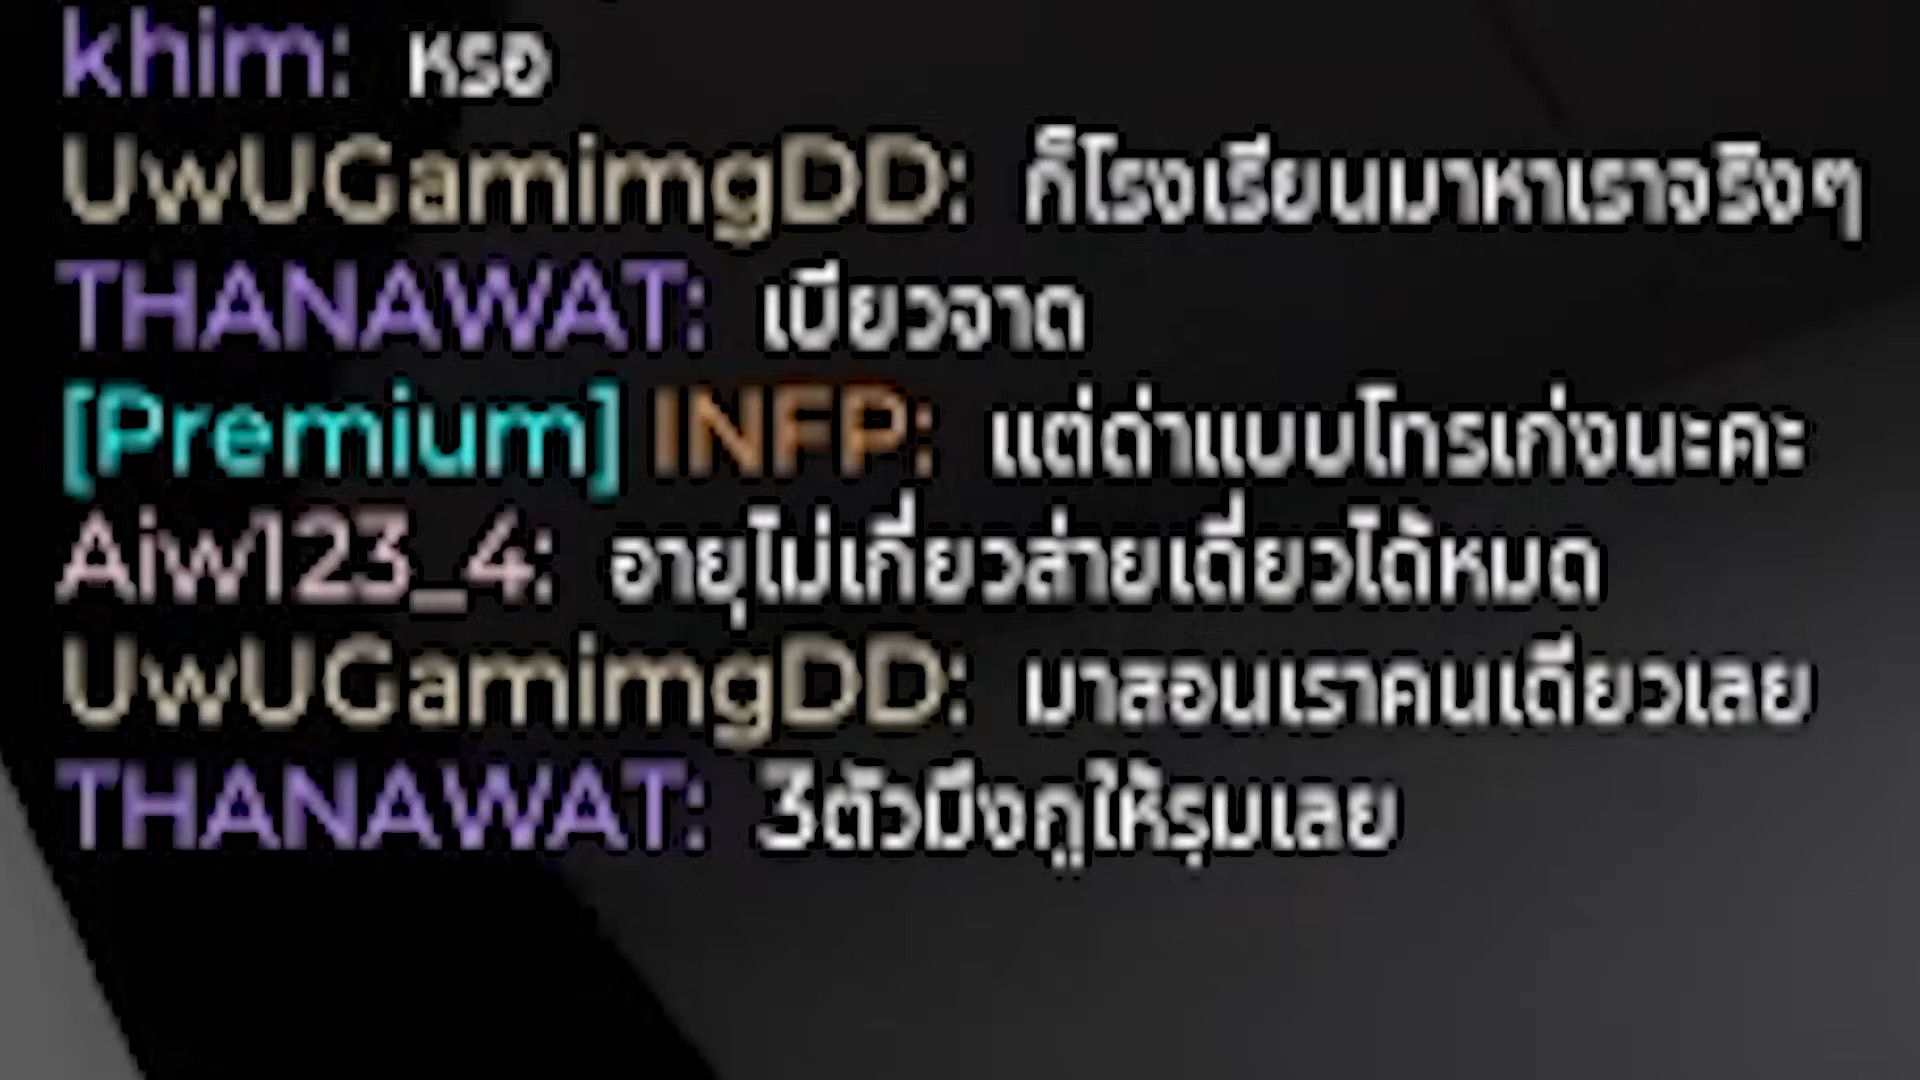 khim: หรอ
UwUGamimgDD: ก็โรงเรียนมาหาเราจริงๆ
THANAWAT: เบียวจาด
[Premium] INFP: แต่ด่าแบบโทรเก่งนะคะ
Aiw123_4: อายุไม่เกี่ยวส่ายเดี่ยวได้หมด
UwUGamimgDD: มาสอนเราคนเดียวเลย
THANAWAT: 3ตัวมึงกูให้รุมเลย